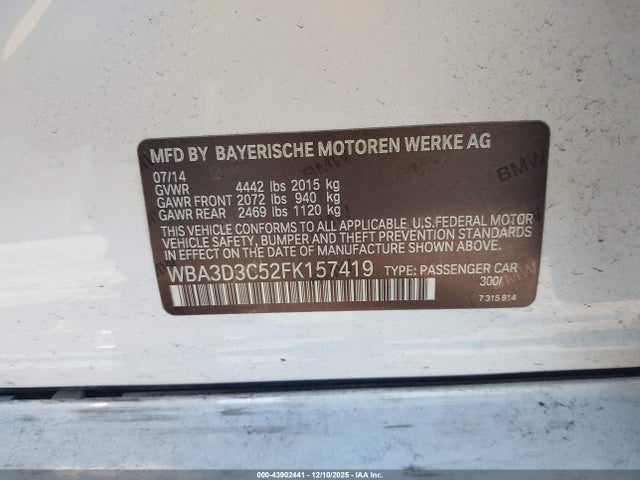 MFD BY BAYERISCHE MOTOREN WERKE AG
07/14
GVWR 4442 lbs 2015 kg
GAWR FRONT 2072 lbs 940 kg
GAWR REAR 2469 lbs 1120 kg
THIS VEHICLE CONFORMS TO ALL APPLICABLE U.S. FEDERAL MOTOR
VEHICLE SAFETY, BUMPER AND THEFT PREVENTION STANDARDS
IN EFFECT ON THE DATE OF MANUFACTURE SHOWN ABOVE.
WBA3D3C52FK157419 TYPE: PASSENGER CAR
300/
7 315 814
BMW
000-43902441 - 12/10/2025 - IAA Inc.